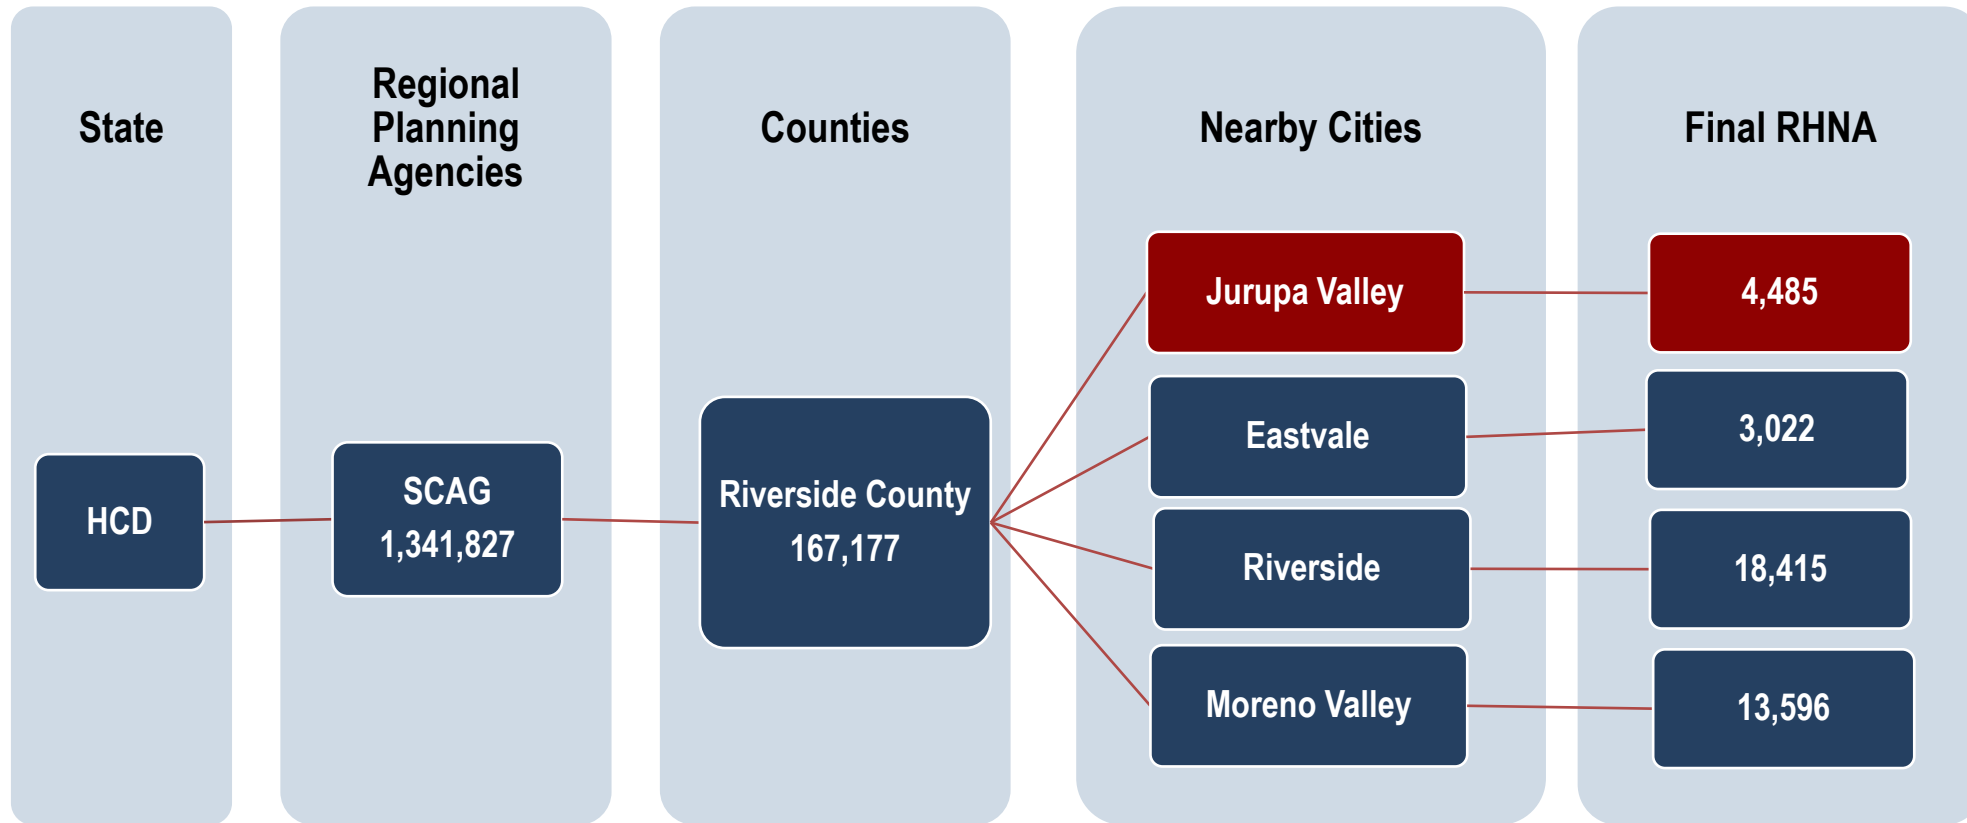 State
Regional
Planning
Agencies
Counties
Nearby Cities
Final RHNA
HCD
SCAG
1,341,827
Riverside County
167,177
Jurupa Valley
4,485
Eastvale
3,022
Riverside
18,415
Moreno Valley
13,596